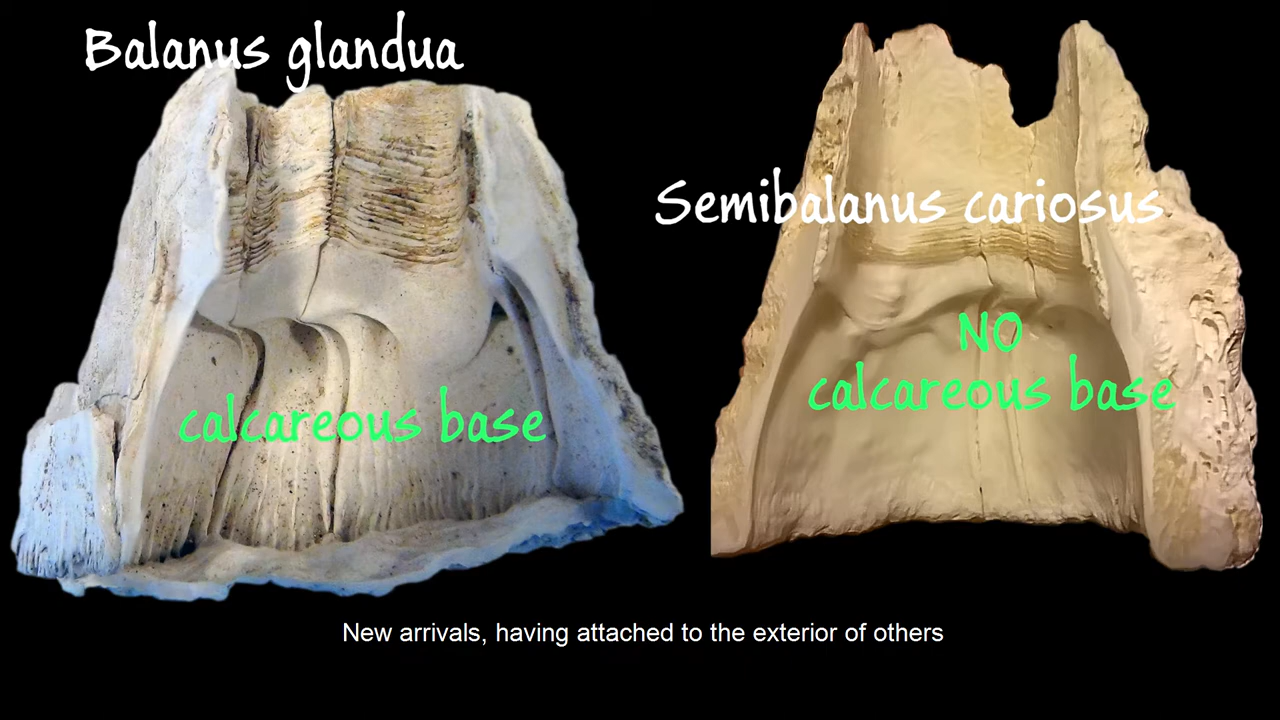 Balanus glandua
Semibalanus cariosus
NO
calcareous base
calcareous base
New arrivals, having attached to the exterior of others